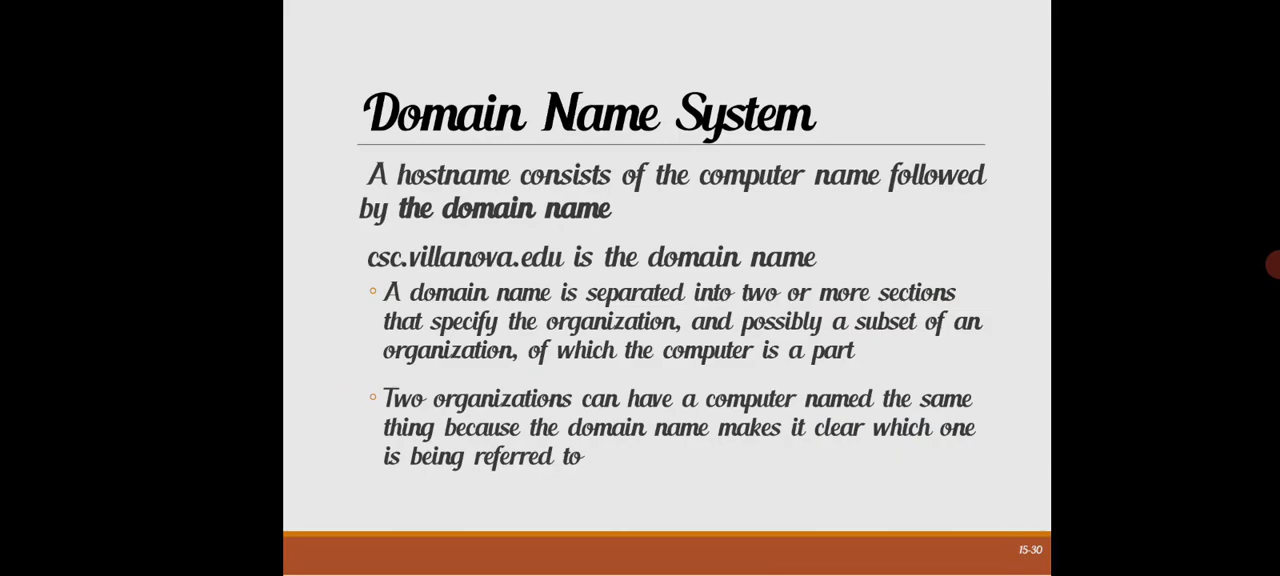 Domain Name System
A hostname consists of the computer name followed
by the domain name
csc.villanova.edu is the domain name
◦ A domain name is separated into two or more sections
that specify the organization, and possibly a subset of an
organization, of which the computer is a part
◦ Two organizations can have a computer named the same
thing because the domain name makes it clear which one
is being referred to
15-30